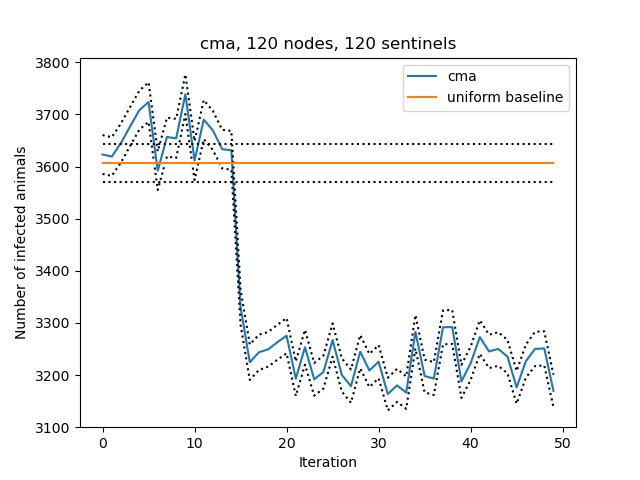 cma, 120 nodes, 120 sentinels
cma
uniform baseline
3800
3700
3600
3500
3400
3300
3200
3100
Number of infected animals
0 10 20 30 40 50
Iteration